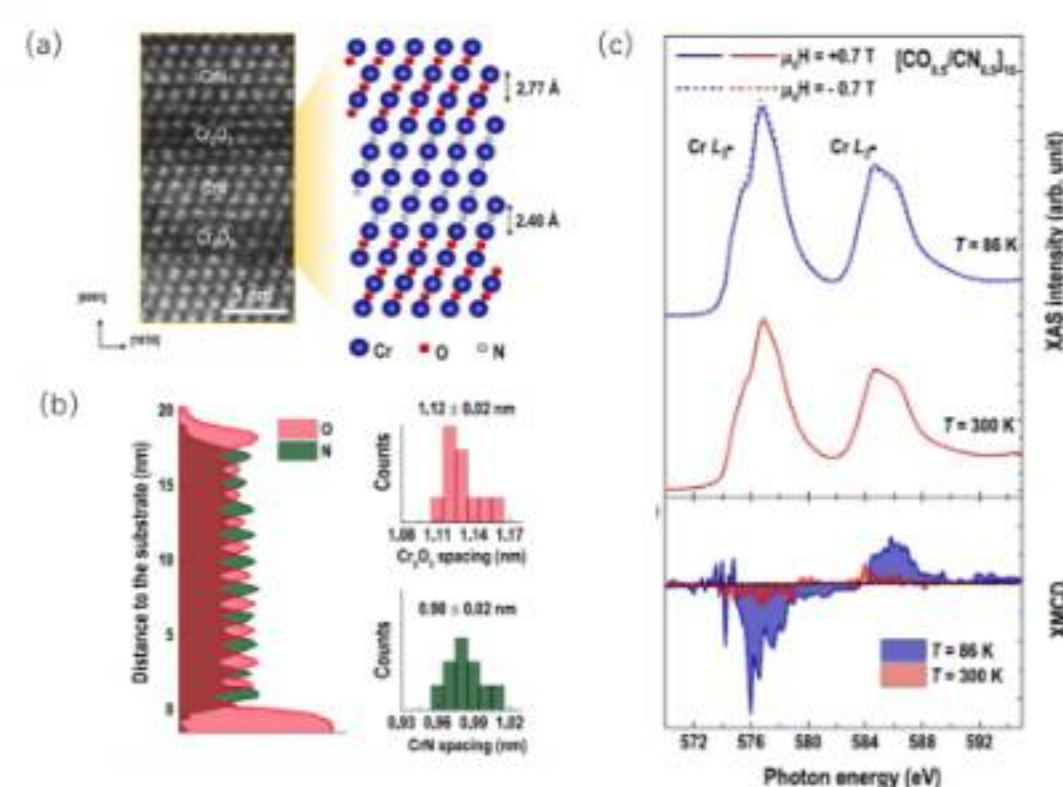 (a)
CrN
Cr₂O₃
CrN
Cr₂O₃
1 nm
[0001]
2.77 Å
2.40 Å
Cr O N
(b)
Distance to the substrate (nm)
20
15
10
5
0
O
N
1.12 ± 0.02 nm
Counts
1.08 1.11 1.14 1.17
Cr₂O₃ spacing (nm)
0.98 ± 0.02 nm
Counts
0.93 0.96 0.99 1.02
CrN spacing (nm)
(c)
μ₀H = +0.7 T
μ₀H = - 0.7 T
Cr L
Cr L
T = 86 K
T = 300 K
XAS intensity (arb. unit)
XMCD
T = 86 K
T = 300 K
572 576 580 584 588 592
Photon energy (eV)